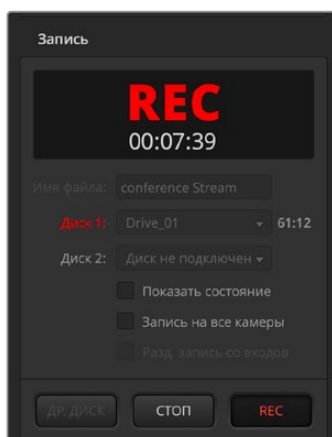 Запись
REC
00:07:39
Имя файла: conference Stream
Диск 1: Drive_01 61:12
Диск 2: Диск не подключен
Показать состояние
Запись на все камеры
Разд. запись со входов
ДР. ДИСК СТОП REC